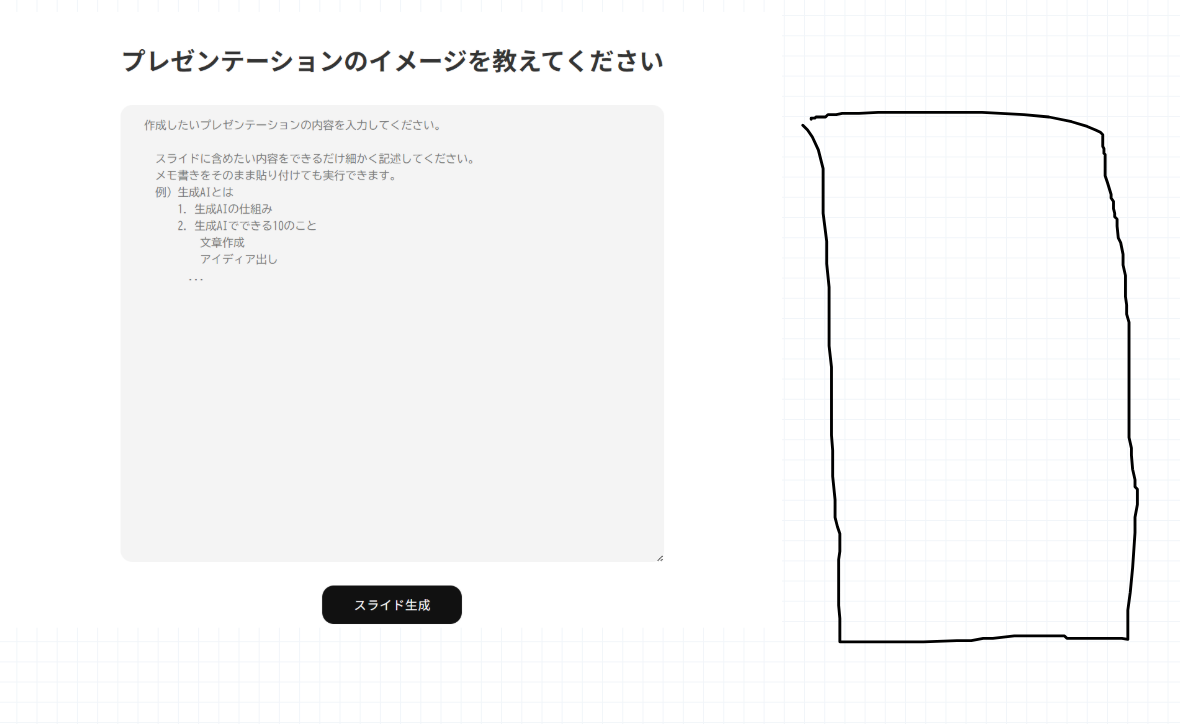 プレゼンテーションのイメージを教えてください
作成したいプレゼンテーションの内容を入力してください。
スライドに含めたい内容をできるだけ細かく記述してください。
メモ書きをそのまま貼り付けても実行できます。
例）生成AIとは
1. 生成AIの仕組み
2. 生成AIでできる10のこと
文章作成
アイディア出し
...
スライド生成